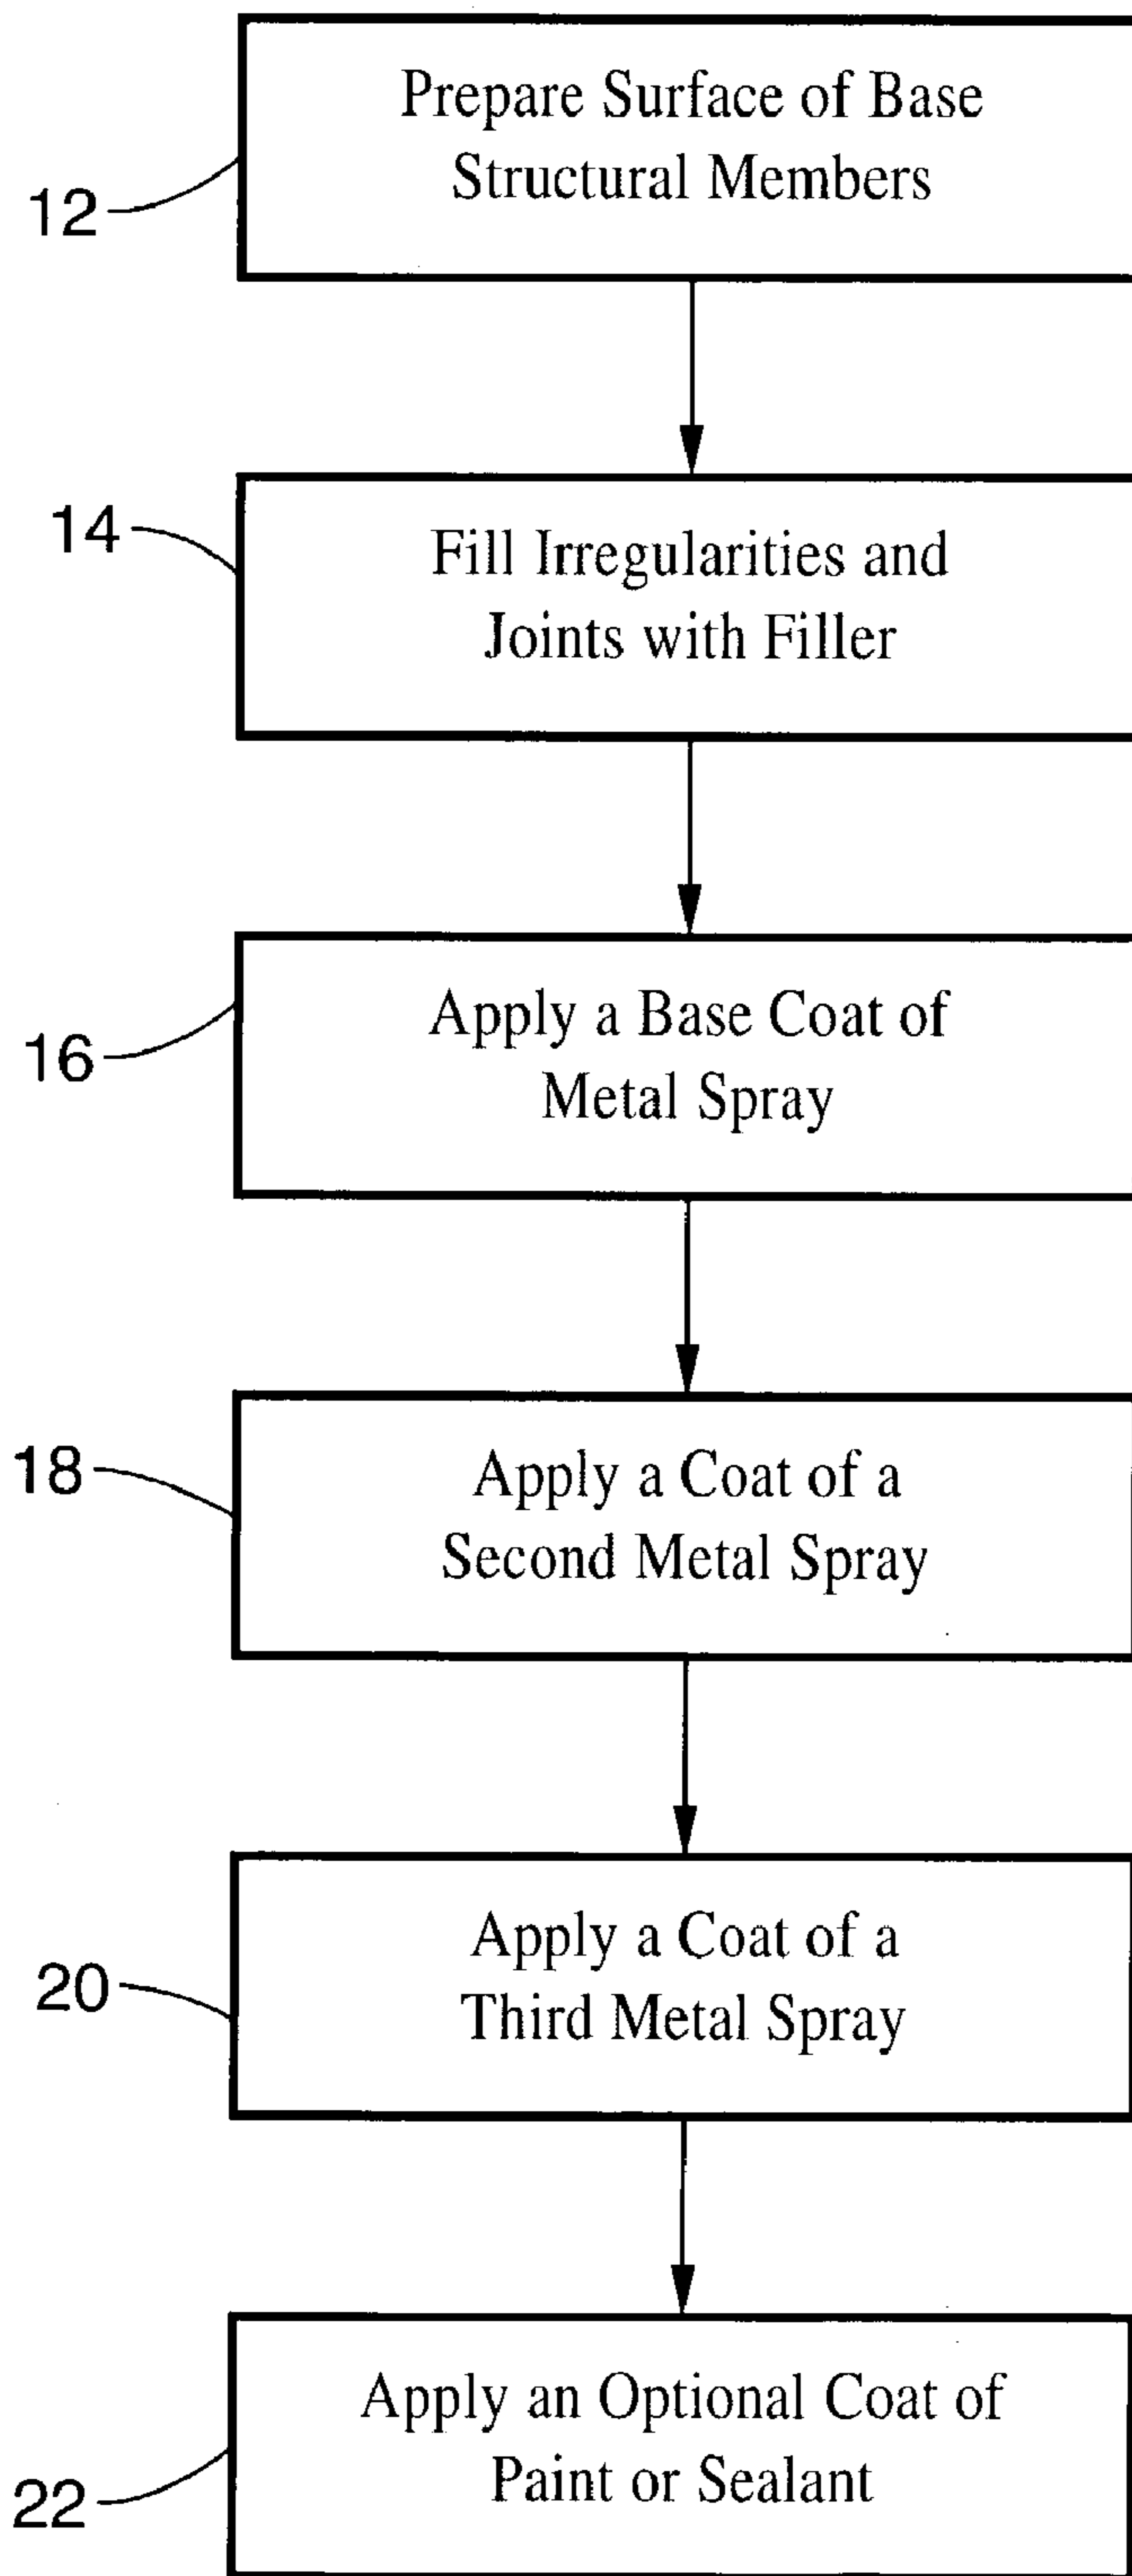 Prepare Surface of Base
Structural Members
12
14
Fill Irregularities and
Joints with Filler
Apply a Base Coat of
16
Metal Spray
18
Apply a Coat of a
Second Metal Spray
Apply a Coat of a
20
Third Metal Spray
Apply an Optional Coat of
Paint or Sealant
22